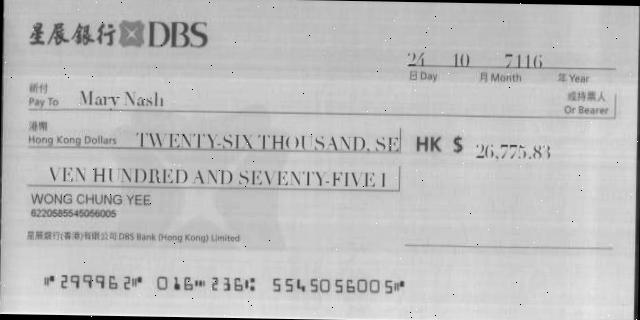 星展銀行 DBS
24 10 7116
日 Day 月 Month 年 Year
祈付
Pay To Mary Nash 或持票人
Or Bearer
港幣
Hong Kong Dollars TWENTY-SIX THOUSAND, SE HK $ 26,775.83
VEN HUNDRED AND SEVENTY-FIVE I
WONG CHUNG YEE
6220585545056005
星展銀行(香港)有限公司 DBS Bank (Hong Kong) Limited
⑈299962⑈ 016⑉236⑆ 5545056005⑈